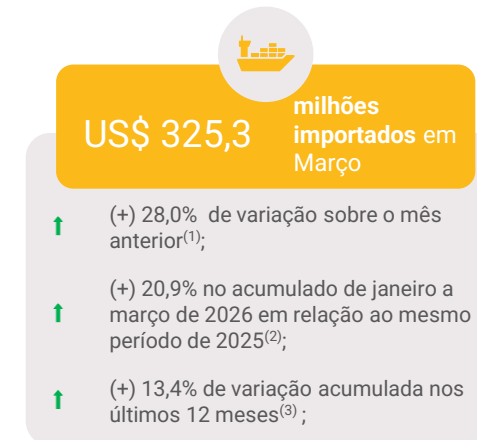 US$ 325,3
milhões
importados em
Março
(+) 28,0% de variação sobre o mês
anterior(1);
(+) 20,9% no acumulado de janeiro a
março de 2026 em relação ao mesmo
período de 2025(2);
(+) 13,4% de variação acumulada nos
últimos 12 meses(3) ;